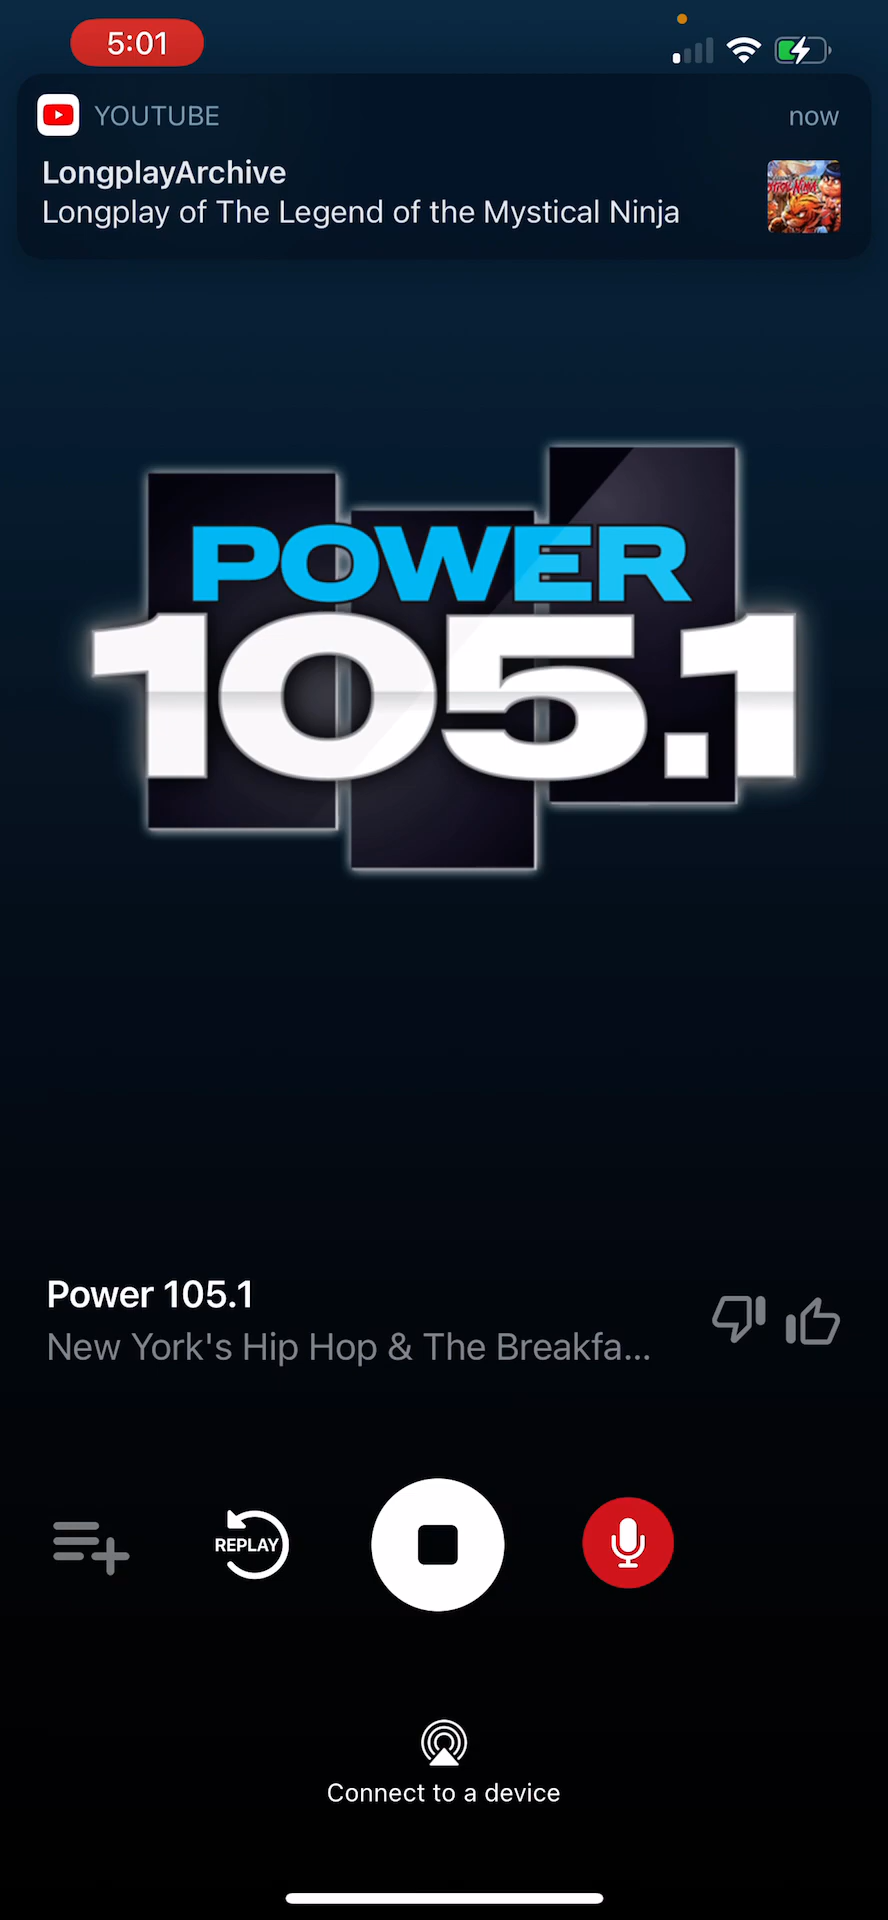 5:01
YOUTUBE
now
LongplayArchive
Longplay of The Legend of the Mystical Ninja
POWER
105.1
Power 105.1
New York's Hip Hop & The Breakfa...
REPLAY
Connect to a device